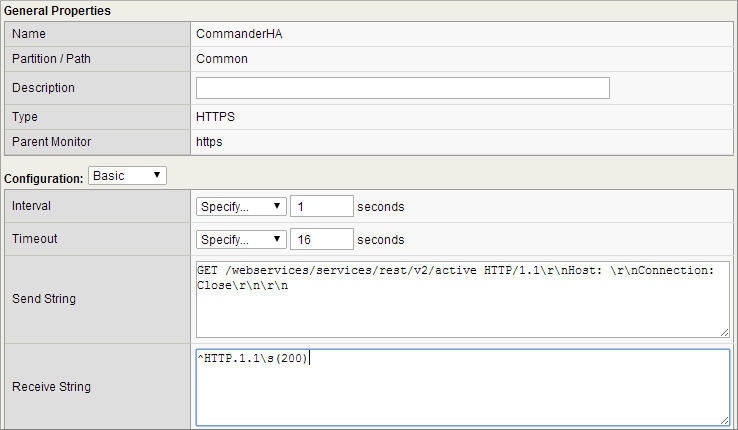 General Properties
Name CommanderHA
Partition / Path Common
Description
Type HTTPS
Parent Monitor https
Configuration: Basic
Interval Specify... 1 seconds
Timeout Specify... 16 seconds
GET /webservices/services/rest/v2/active HTTP/1.1\r\nHost: \r\nConnection:
Send String Close\r\n\r\n
Receive String ^HTTP.1.1\s(200)